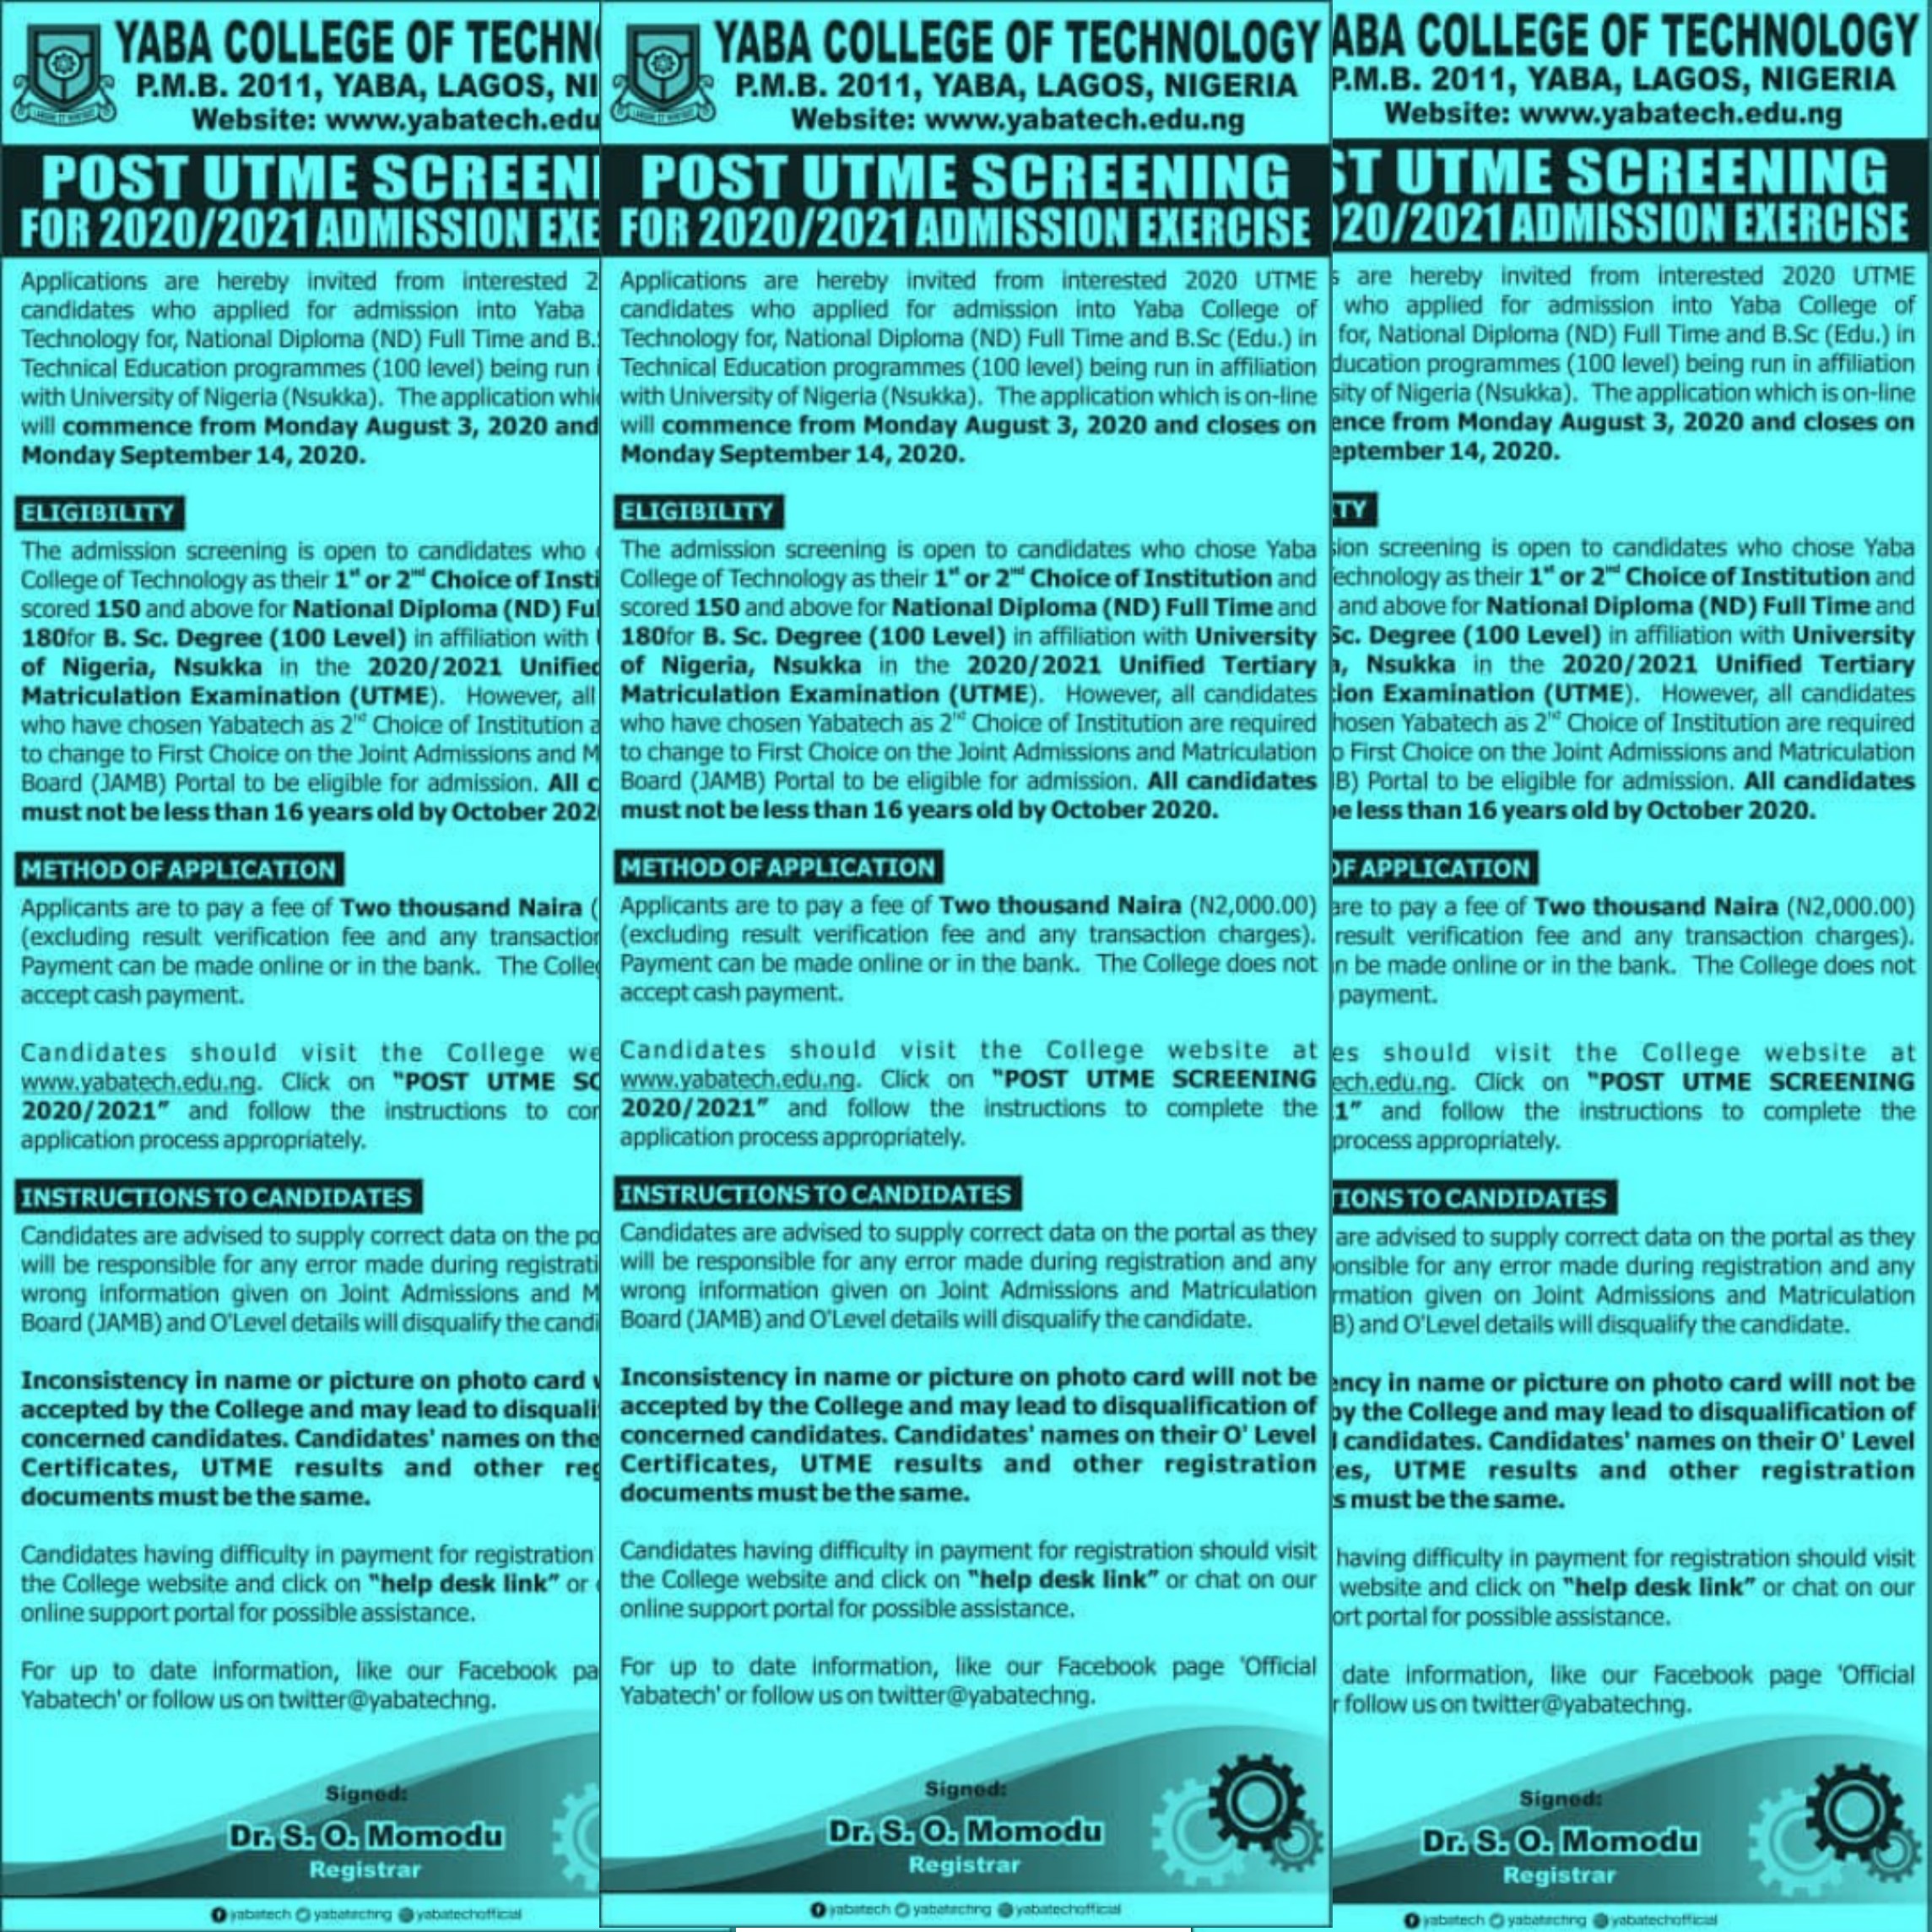 YABA COLLEGE OF TECHN
P.M.B. 2011, YABA, LAGOS, NI
Website: www.yabatech.edu
POST UTME SCREENI
FOR 2020/2021 ADMISSION EXE
Applications are hereby invited from interested 2
candidates who applied for admission into Yaba
Technology for, National Diploma (ND) Full Time and B.
Technical Education programmes (100 level) being run
with University of Nigeria (Nsukka). The application whi
will commence from Monday August 3, 2020 and
Monday September 14, 2020.
ELIGIBILITY
The admission screening is open to candidates who
College of Technology as their 1st or 2nd Choice of Insti
scored 150 and above for National Diploma (ND) Ful
180for B. Sc. Degree (100 Level) in affiliation with
of Nigeria, Nsukka in the 2020/2021 Unified
Matriculation Examination (UTME). However, all
who have chosen Yabatech as 2nd Choice of Institution a
to change to First Choice on the Joint Admissions and M
Board (JAMB) Portal to be eligible for admission. All c
must not be less than 16 years old by October 202
METHOD OF APPLICATION
Applicants are to pay a fee of Two thousand Naira (
(excluding result verification fee and any transaction
Payment can be made online or in the bank. The Colleg
accept cash payment.
Candidates should visit the College we
www.yabatech.edu.ng. Click on "POST UTME SC
2020/2021" and follow the instructions to com
application process appropriately.
INSTRUCTIONS TO CANDIDATES
Candidates are advised to supply correct data on the po
will be responsible for any error made during registrati
wrong information given on Joint Admissions and M
Board (JAMB) and O'Level details will disqualify the candi
Inconsistency in name or picture on photo card
accepted by the College and may lead to disquali
concerned candidates. Candidates' names on the
Certificates, UTME results and other reg
documents must be the same.
Candidates having difficulty in payment for registration
the College website and click on "help desk link" or
online support portal for possible assistance.
For up to date information, like our Facebook pa
Yabatech' or follow us on twitter@yabatechng.
Signed:
Dr. S. O. Momodu
Registrar
yabatech yabatechng yabatechofficial
YABA COLLEGE OF TECHNOLOGY
P.M.B. 2011, YABA, LAGOS, NIGERIA
Website: www.yabatech.edu.ng
POST UTME SCREENING
FOR 2020/2021 ADMISSION EXERCISE
Applications are hereby invited from interested 2020 UTME
candidates who applied for admission into Yaba College of
Technology for, National Diploma (ND) Full Time and B.Sc (Edu.) in
Technical Education programmes (100 level) being run in affiliation
with University of Nigeria (Nsukka). The application which is on-line
will commence from Monday August 3, 2020 and closes on
Monday September 14, 2020.
ELIGIBILITY
The admission screening is open to candidates who chose Yaba
College of Technology as their 1st or 2nd Choice of Institution and
scored 150 and above for National Diploma (ND) Full Time and
180for B. Sc. Degree (100 Level) in affiliation with University
of Nigeria, Nsukka in the 2020/2021 Unified Tertiary
Matriculation Examination (UTME). However, all candidates
who have chosen Yabatech as 2nd Choice of Institution are required
to change to First Choice on the Joint Admissions and Matriculation
Board (JAMB) Portal to be eligible for admission. All candidates
must not be less than 16 years old by October 2020.
METHOD OF APPLICATION
Applicants are to pay a fee of Two thousand Naira (N2,000.00)
(excluding result verification fee and any transaction charges).
Payment can be made online or in the bank. The College does not
accept cash payment.
Candidates should visit the College website at
www.yabatech.edu.ng. Click on "POST UTME SCREENING
2020/2021" and follow the instructions to complete the
application process appropriately.
INSTRUCTIONS TO CANDIDATES
Candidates are advised to supply correct data on the portal as they
will be responsible for any error made during registration and any
wrong information given on Joint Admissions and Matriculation
Board (JAMB) and O'Level details will disqualify the candidate.
Inconsistency in name or picture on photo card will not be
accepted by the College and may lead to disqualification of
concerned candidates. Candidates' names on their O' Level
Certificates, UTME results and other registration
documents must be the same.
Candidates having difficulty in payment for registration should visit
the College website and click on "help desk link" or chat on our
online support portal for possible assistance.
For up to date information, like our Facebook page 'Official
Yabatech' or follow us on twitter@yabatechng.
Signed:
Dr. S. O. Momodu
Registrar
yabatech yabatechng yabatechofficial
ABA COLLEGE OF TECHNOLOGY
P.M.B. 2011, YABA, LAGOS, NIGERIA
Website: www.yabatech.edu.ng
ST UTME SCREENING
20/2021 ADMISSION EXERCISE
s are hereby invited from interested 2020 UTME
who applied for admission into Yaba College of
for, National Diploma (ND) Full Time and B.Sc (Edu.) in
ducation programmes (100 level) being run in affiliation
sity of Nigeria (Nsukka). The application which is on-line
ence from Monday August 3, 2020 and closes on
eptember 14, 2020.
TY
sion screening is open to candidates who chose Yaba
echnology as their 1st or 2nd Choice of Institution and
and above for National Diploma (ND) Full Time and
Sc. Degree (100 Level) in affiliation with University
a, Nsukka in the 2020/2021 Unified Tertiary
ion Examination (UTME). However, all candidates
hosen Yabatech as 2nd Choice of Institution are required
o First Choice on the Joint Admissions and Matriculation
B) Portal to be eligible for admission. All candidates
be less than 16 years old by October 2020.
OF APPLICATION
are to pay a fee of Two thousand Naira (N2,000.00)
result verification fee and any transaction charges).
n be made online or in the bank. The College does not
payment.
es should visit the College website at
ech.edu.ng. Click on "POST UTME SCREENING
1" and follow the instructions to complete the
process appropriately.
TIONS TO CANDIDATES
are advised to supply correct data on the portal as they
onsible for any error made during registration and any
rmation given on Joint Admissions and Matriculation
B) and O'Level details will disqualify the candidate.
ency in name or picture on photo card will not be
by the College and may lead to disqualification of
candidates. Candidates' names on their O' Level
es, UTME results and other registration
s must be the same.
having difficulty in payment for registration should visit
website and click on "help desk link" or chat on our
ort portal for possible assistance.
date information, like our Facebook page 'Official
r follow us on twitter@yabatechng.
Signed:
Dr. S. O. Momodu
Registrar
yabatech yabatechng yabatechofficial